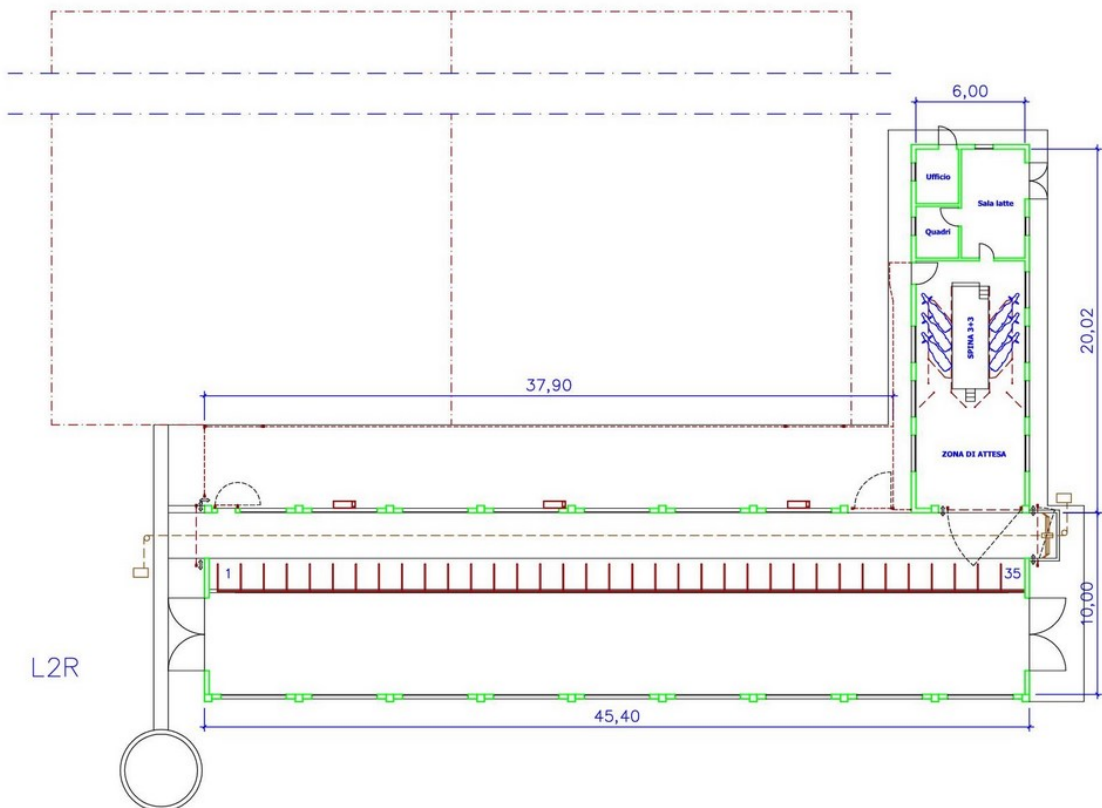 6,00
Ufficio
Sala latte
Quadri
SPINA 3+3
20,02
37,90
ZONA DI ATTESA
1
35
10,00
L2R
45,40